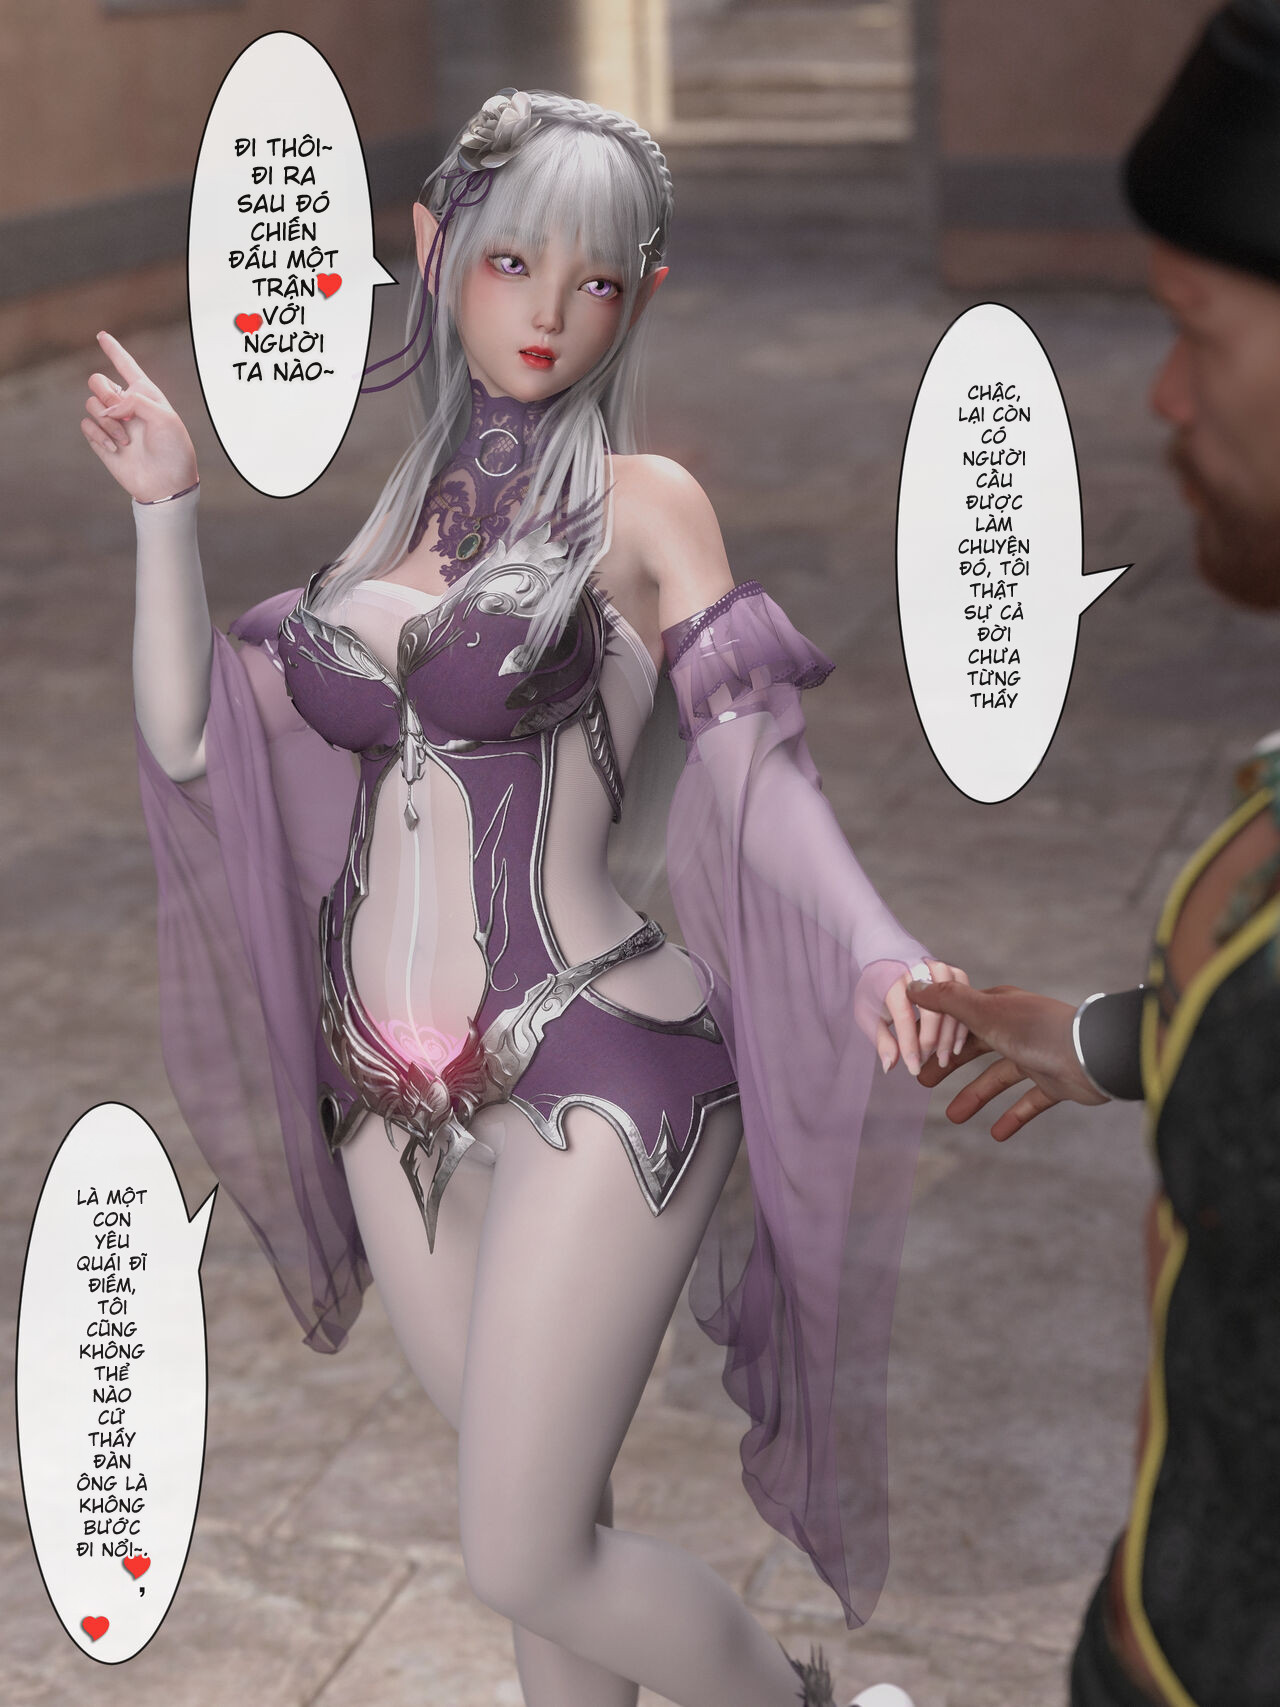 ĐI THÔI~
ĐI RA
SAU ĐÓ
CHIẾN
ĐẤU MỘT
TRẬN
VỚI
NGƯỜI
TA NÀO~
CHẬC,
LẠI CÒN
CÓ
NGƯỜI
CẦU
ĐƯỢC
LÀM
CHUYỆN
ĐÓ, TÔI
THẬT
SỰ CẢ
ĐỜI
CHƯA
TỪNG
THẤY
LÀ MỘT
CON
YÊU
QUÁI ĐĨ
ĐIẾM,
TÔI
CŨNG
KHÔNG
THỂ
NÀO
CỨ
THẤY
ĐÀN
ÔNG LÀ
KHÔNG
BƯỚC
ĐI NỔI~.
,